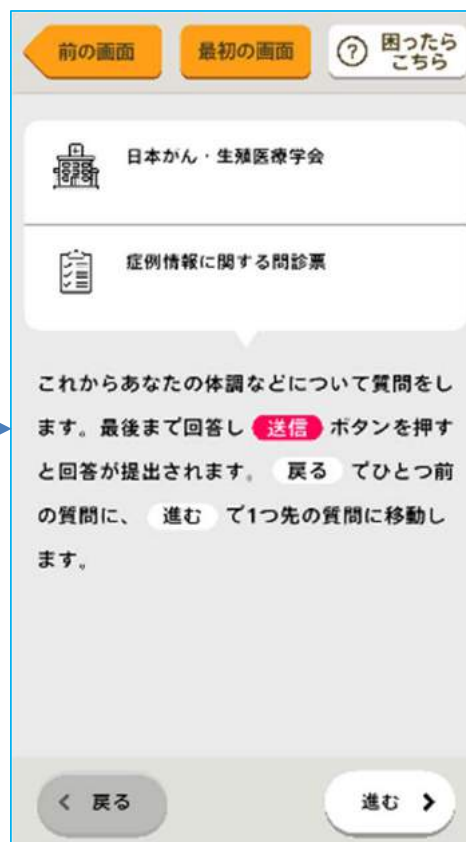 前の画面
最初の画面
? 困ったら
こちら
日本がん・生殖医療学会
症例情報に関する問診票
これからあなたの体調などについて質問をし
ます。最後まで回答し 送信 ボタンを押す
と回答が提出されます。 戻る でひとつ前
の質問に、 進む で1つ先の質問に移動し
ます。
< 戻る
進む >